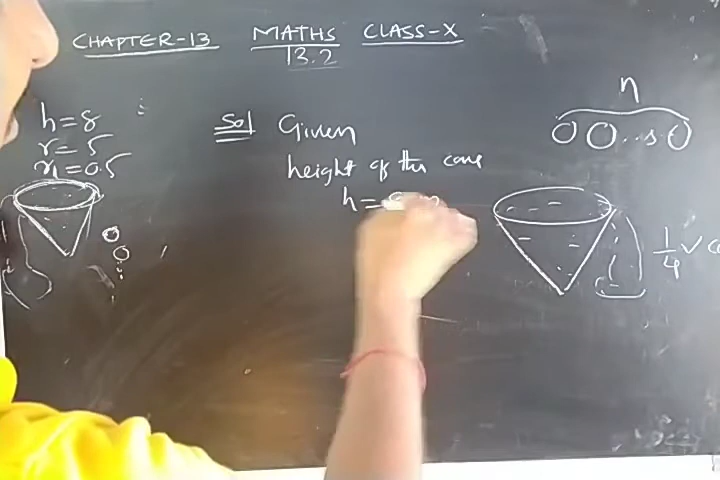 CHAPTER-13 MATHS CLASS-X
13.2
h=8
r=5
r1=0.5
Sol Given
height of the cone
h=
n
O O...s O
1/4 V